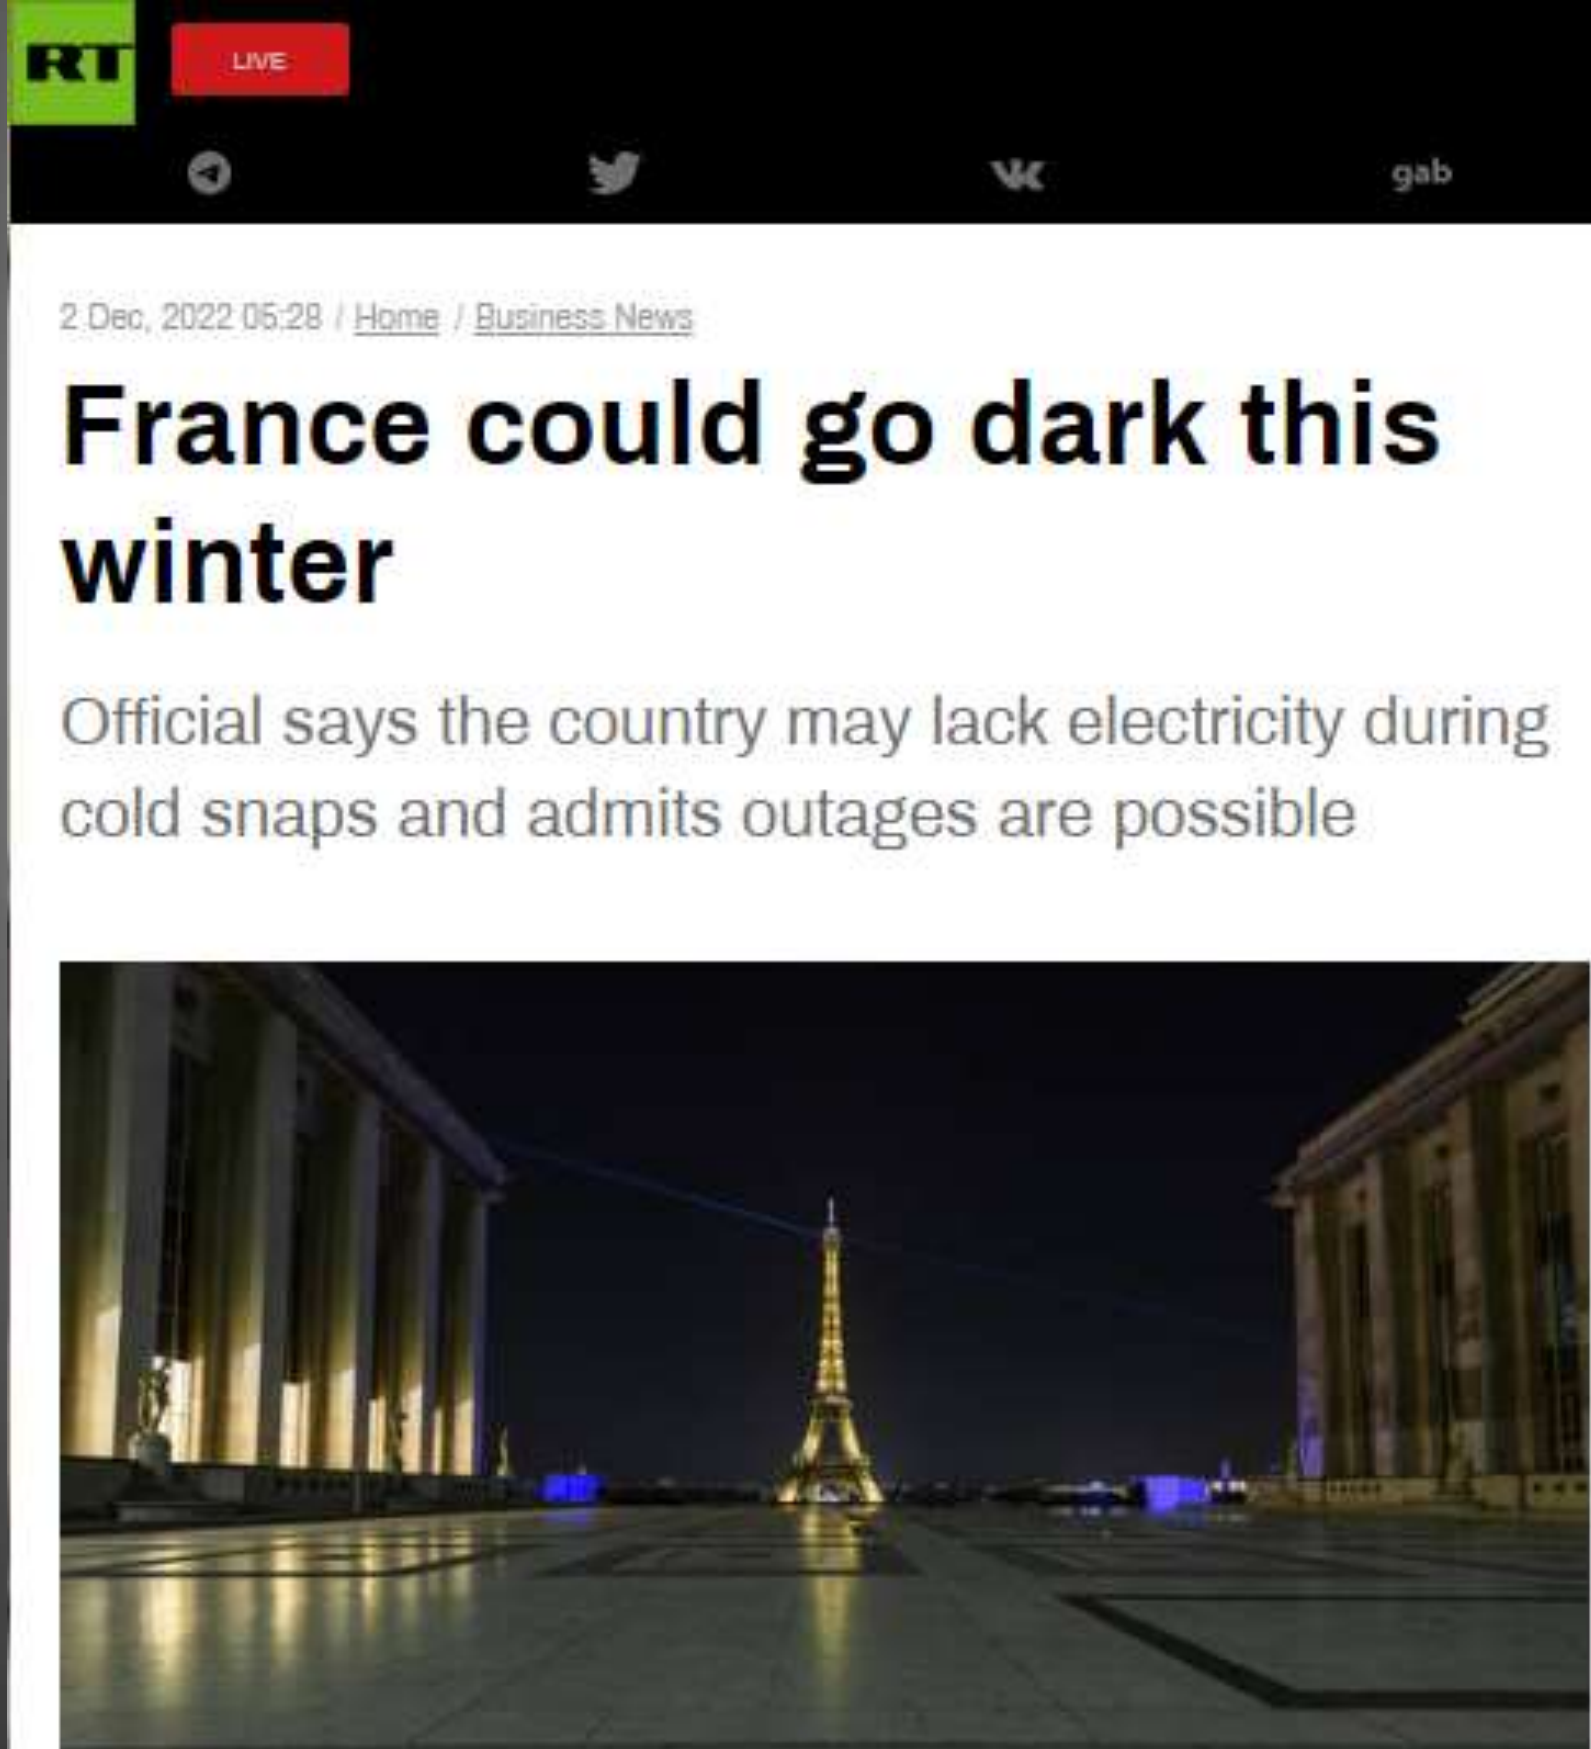 RT
LIVE
gab
2 Dec, 2022 05:28 / Home / Business News
France could go dark this
winter
Official says the country may lack electricity during
cold snaps and admits outages are possible